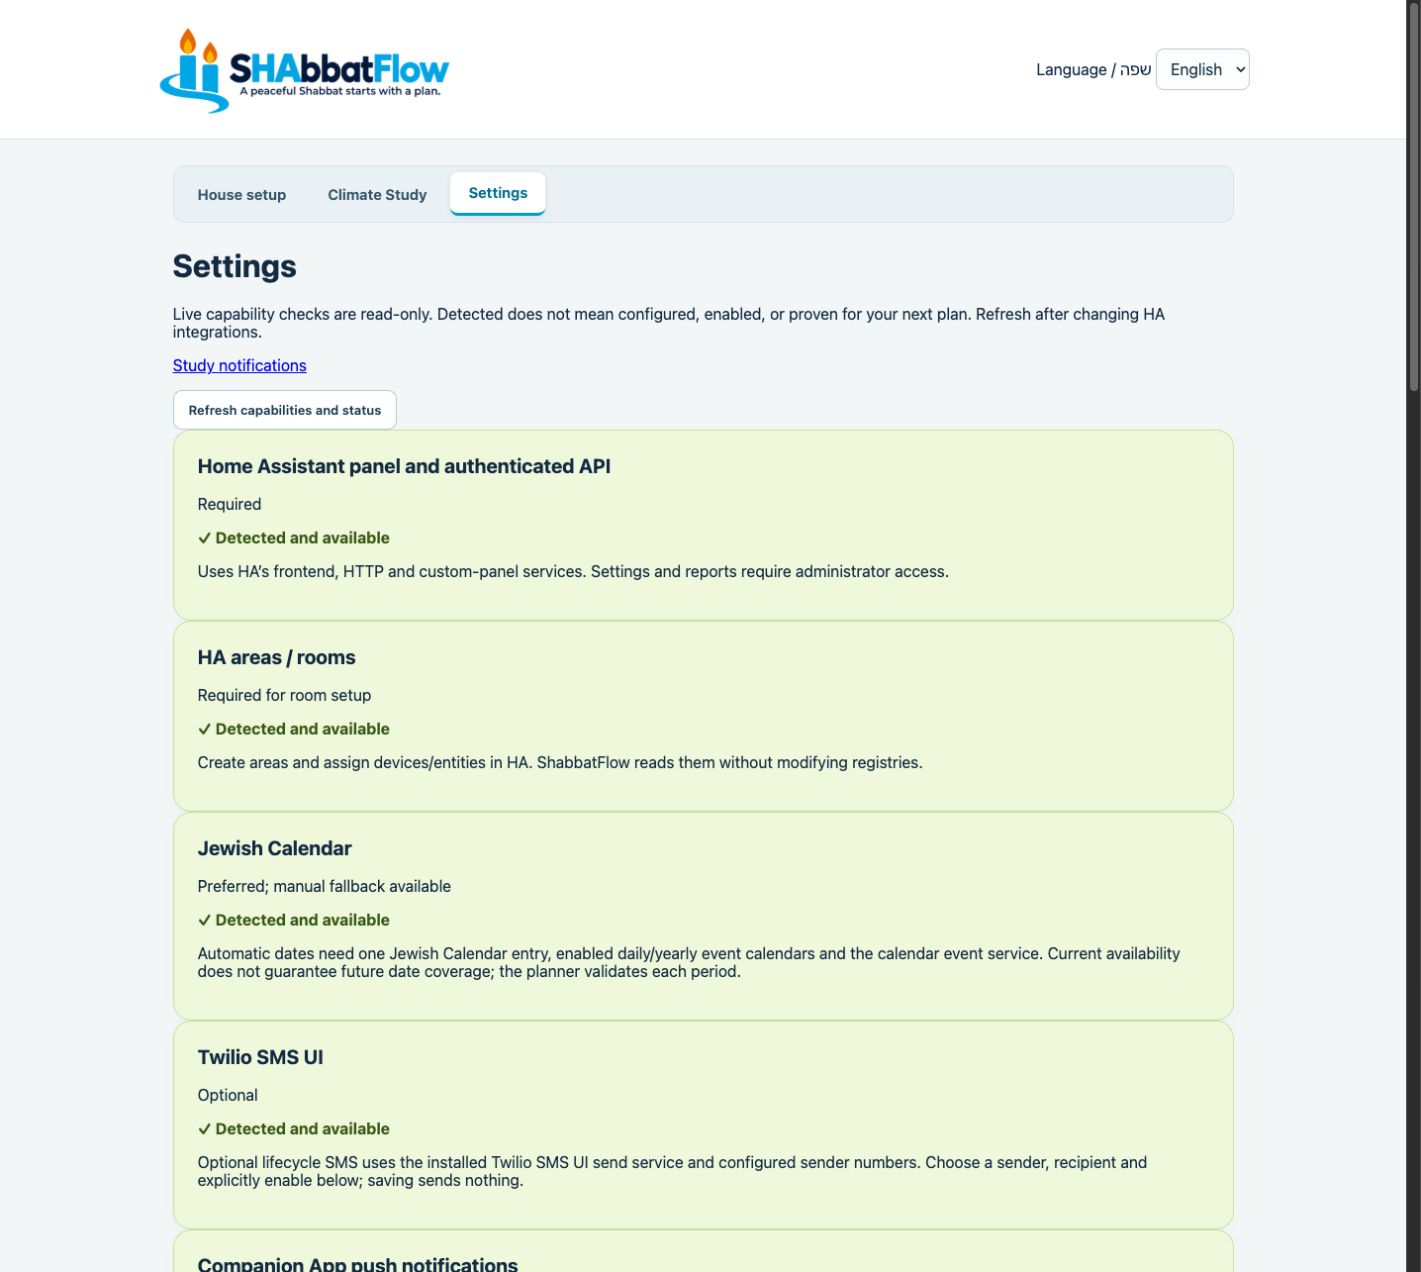 SHAbbatFlow
A peaceful Shabbat starts with a plan.
Language / שפה
English
House setup
Climate Study
Settings
Settings
Live capability checks are read-only. Detected does not mean configured, enabled, or proven for your next plan. Refresh after changing HA
integrations.
Study notifications
Refresh capabilities and status
Home Assistant panel and authenticated API
Required
✓ Detected and available
Uses HA’s frontend, HTTP and custom-panel services. Settings and reports require administrator access.
HA areas / rooms
Required for room setup
✓ Detected and available
Create areas and assign devices/entities in HA. ShabbatFlow reads them without modifying registries.
Jewish Calendar
Preferred; manual fallback available
✓ Detected and available
Automatic dates need one Jewish Calendar entry, enabled daily/yearly event calendars and the calendar event service. Current availability
does not guarantee future date coverage; the planner validates each period.
Twilio SMS UI
Optional
✓ Detected and available
Optional lifecycle SMS uses the installed Twilio SMS UI send service and configured sender numbers. Choose a sender, recipient and
explicitly enable below; saving sends nothing.
Companion App push notifications